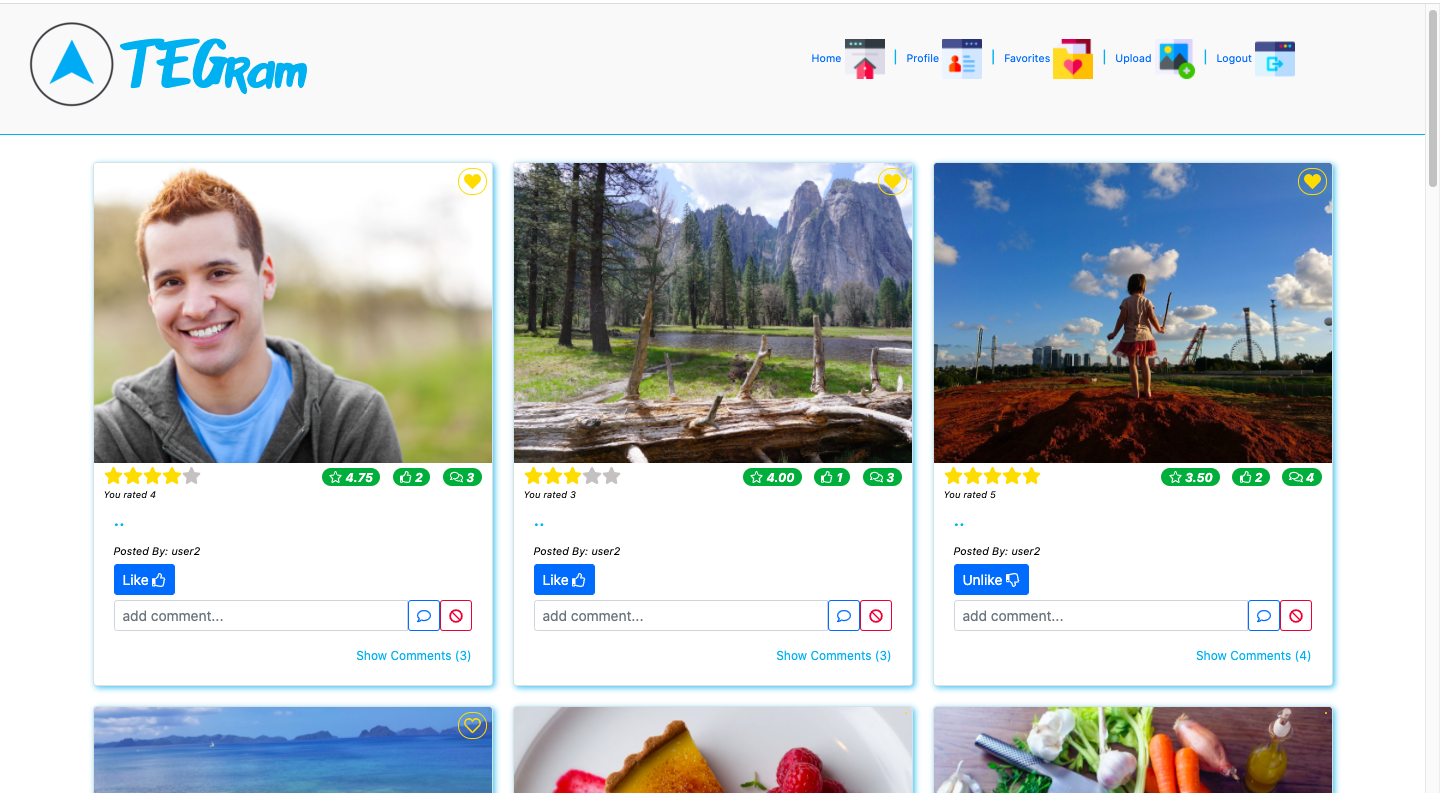 TEGRam
Home | Profile | Favorites | Upload | Logout
4.75 2 3
You rated 4
..
Posted By: user2
Like
add comment...
Show Comments (3)
4.00 1 3
You rated 3
..
Posted By: user2
Like
add comment...
Show Comments (3)
3.50 2 4
You rated 5
..
Posted By: user2
Unlike
add comment...
Show Comments (4)